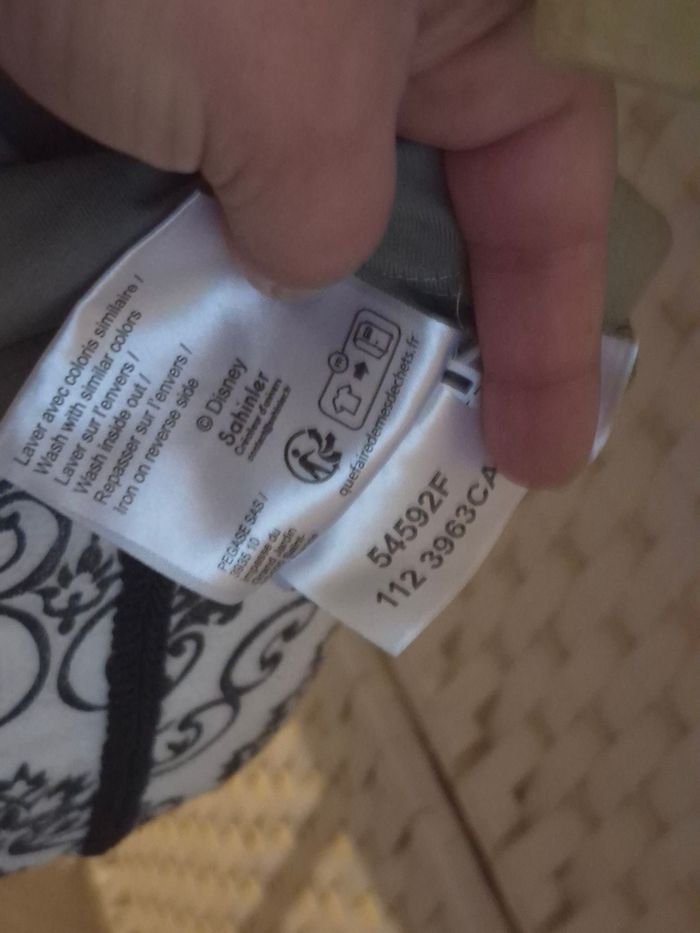 Laver avec coloris similaire /
Wash with similar colors
Laver sur l'envers /
Wash inside out /
Repasser sur l'envers /
Iron on reverse side
© Disney
Sahinler
quefairedemesdechets.fr
PEGASE SAS /
54592F
112 3963CA